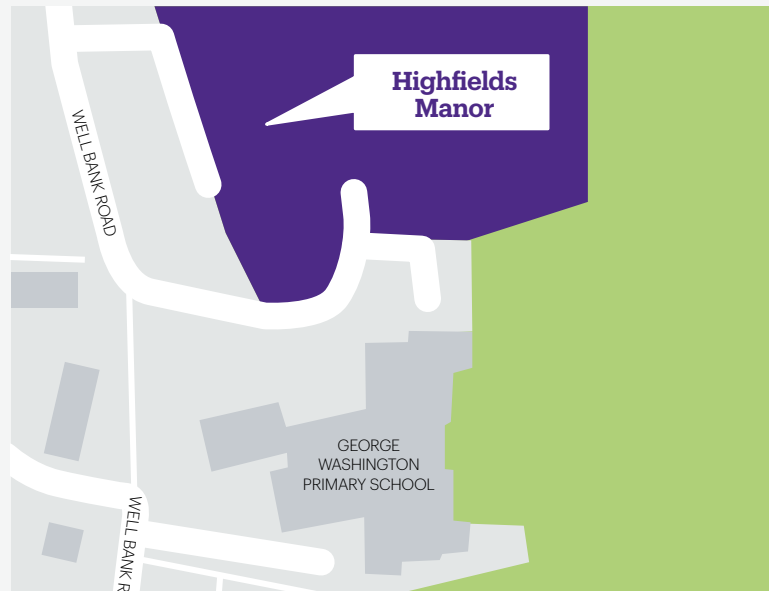 Highfields
Manor
WELL BANK ROAD
GEORGE
WASHINGTON
PRIMARY SCHOOL
WELL BANK R